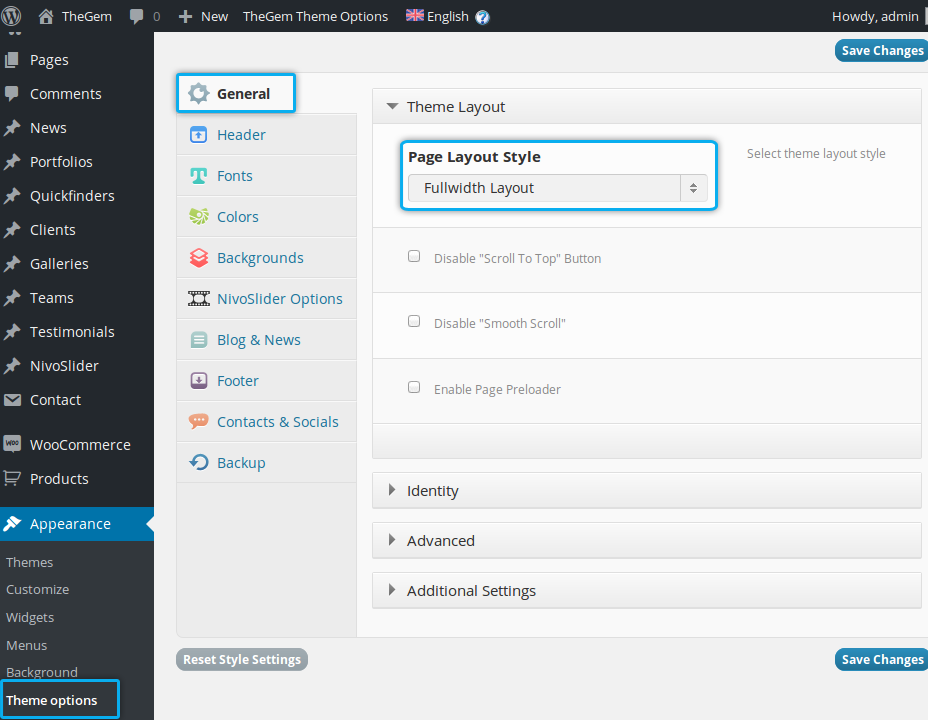 TheGem 0 New TheGem Theme Options English ? Howdy, admin
Pages
Comments
News
Portfolios
Quickfinders
Clients
Galleries
Teams
Testimonials
NivoSlider
Contact
WOO WooCommerce
Products
Appearance
Themes
Customize
Widgets
Menus
Background
Theme options
Save Changes
General
Header
Fonts
Colors
Backgrounds
NivoSlider Options
Blog & News
Footer
Contacts & Socials
Backup
Theme Layout
Page Layout Style
Fullwidth Layout
Select theme layout style
Disable "Scroll To Top" Button
Disable "Smooth Scroll"
Enable Page Preloader
Identity
Advanced
Additional Settings
Reset Style Settings
Save Changes